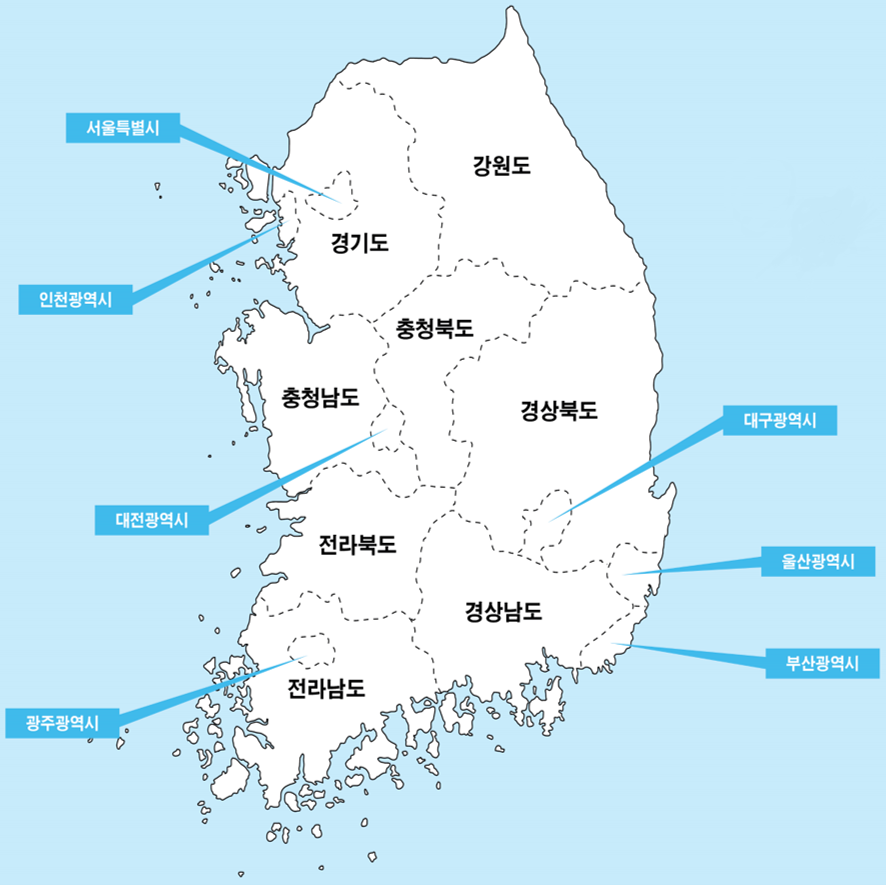 서울특별시
강원도
경기도
인천광역시
충청북도
충청남도
경상북도
대구광역시
대전광역시
전라북도
울산광역시
경상남도
부산광역시
전라남도
광주광역시